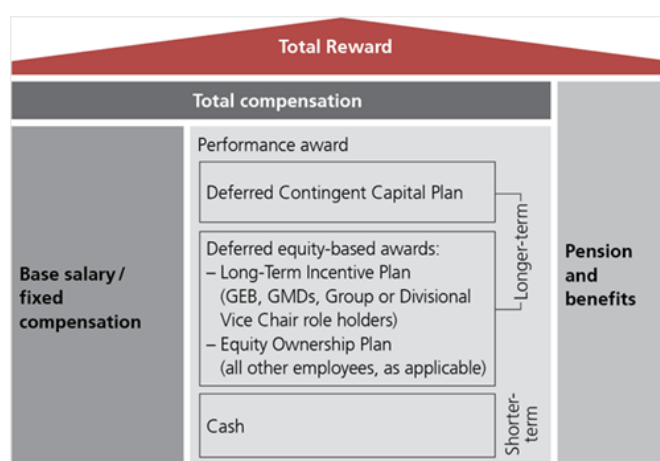 Total Reward
Total compensation
Base salary /
fixed
compensation
Performance award
Deferred Contingent Capital Plan
Deferred equity-based awards:
– Long-Term Incentive Plan
(GEB, GMDs, Group or Divisional
Vice Chair role holders)
– Equity Ownership Plan
(all other employees, as applicable)
Cash
Longer-term
Shorter-
term
Pension
and
benefits